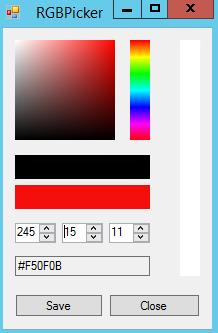 RGBPicker
245 15 11
#F50F0B
Save Close